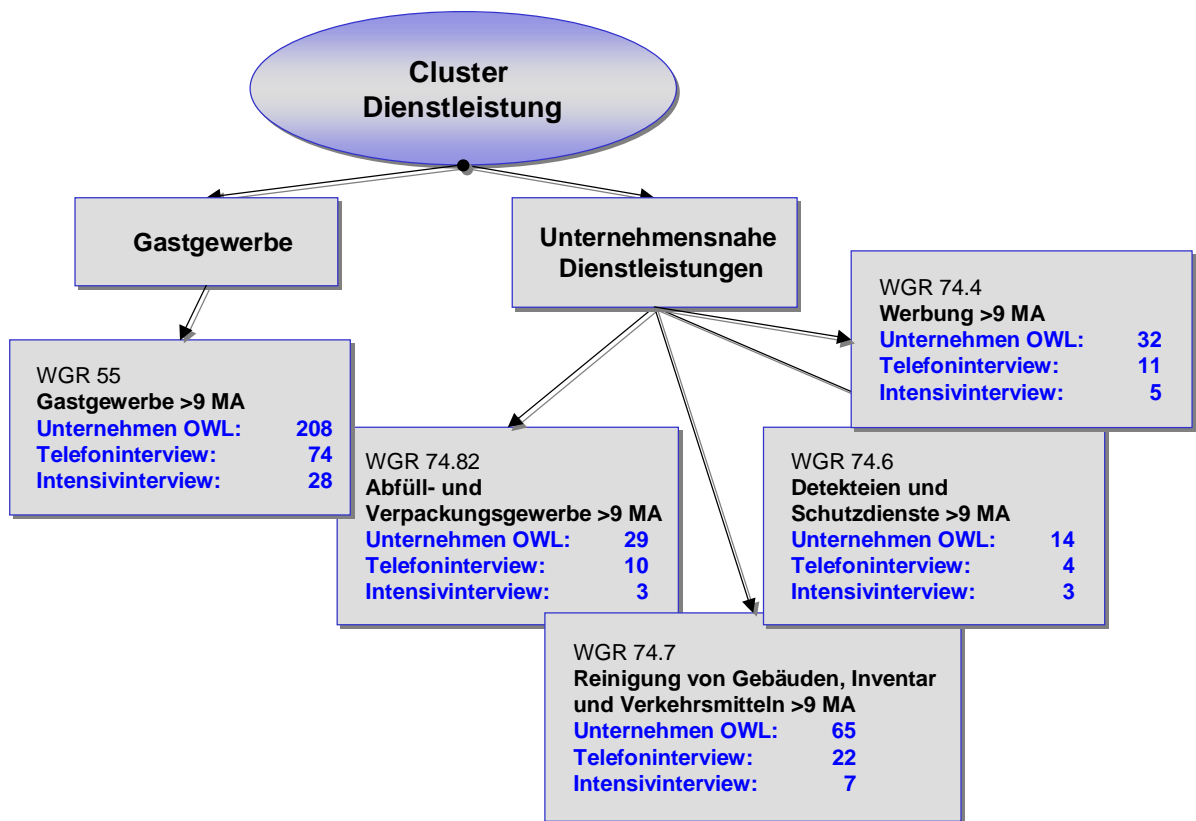 Cluster
Dienstleistung
Gastgewerbe
Unternehmensnahe
Dienstleistungen
WGR 74.4
Werbung >9 MA
Unternehmen OWL: 32
Telefoninterview: 11
Intensivinterview: 5
WGR 55
Gastgewerbe >9 MA
Unternehmen OWL: 208
Telefoninterview: 74
Intensivinterview: 28
WGR 74.82
Abfüll- und
Verpackungsgewerbe >9 MA
Unternehmen OWL: 29
Telefoninterview: 10
Intensivinterview: 3
WGR 74.6
Detekteien und
Schutzdienste >9 MA
Unternehmen OWL: 14
Telefoninterview: 4
Intensivinterview: 3
WGR 74.7
Reinigung von Gebäuden, Inventar
und Verkehrsmitteln >9 MA
Unternehmen OWL: 65
Telefoninterview: 22
Intensivinterview: 7